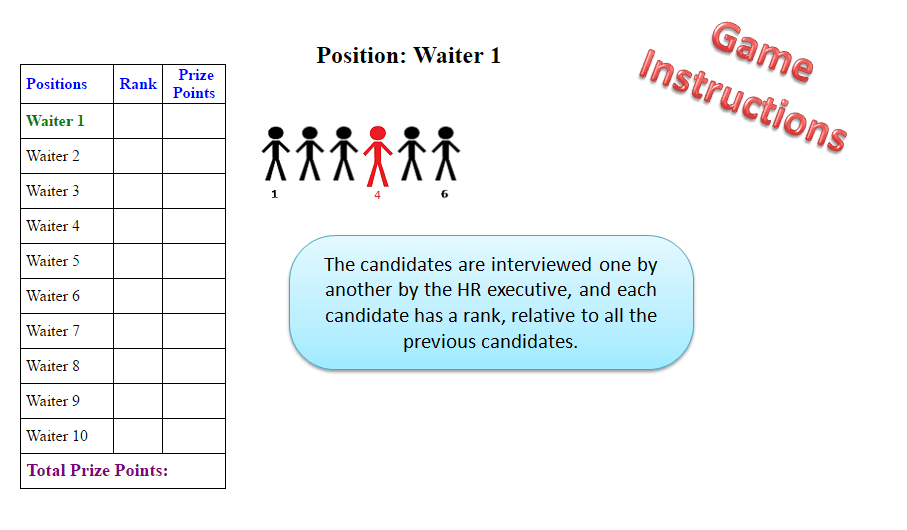 Position: Waiter 1
Game
Instructions
Positions Rank Prize Points
Waiter 1
Waiter 2
Waiter 3
Waiter 4
Waiter 5
Waiter 6
Waiter 7
Waiter 8
Waiter 9
Waiter 10
Total Prize Points:
1 4 6
The candidates are interviewed one by
another by the HR executive, and each
candidate has a rank, relative to all the
previous candidates.